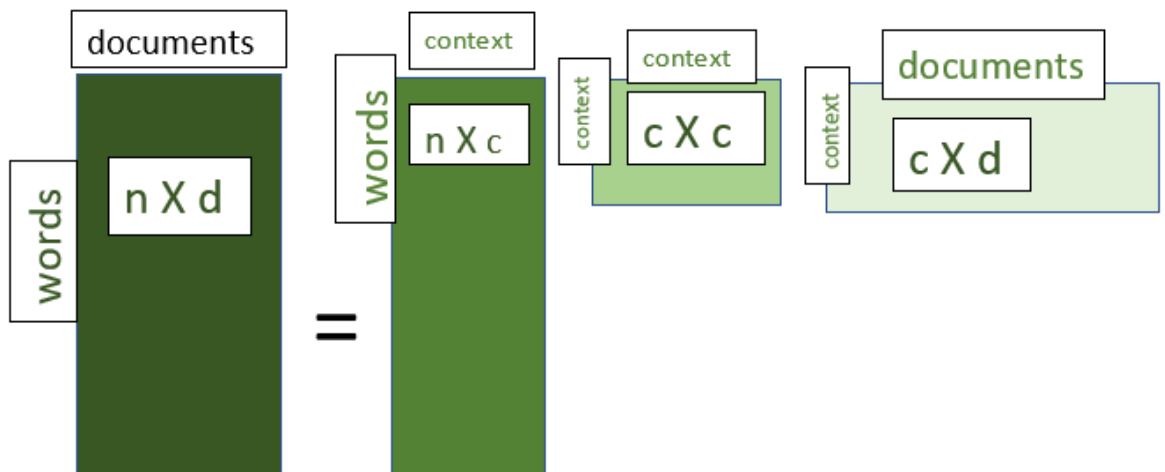 documents
words
n X d
=
context
words
n X c
context
context
c X c
documents
context
c X d